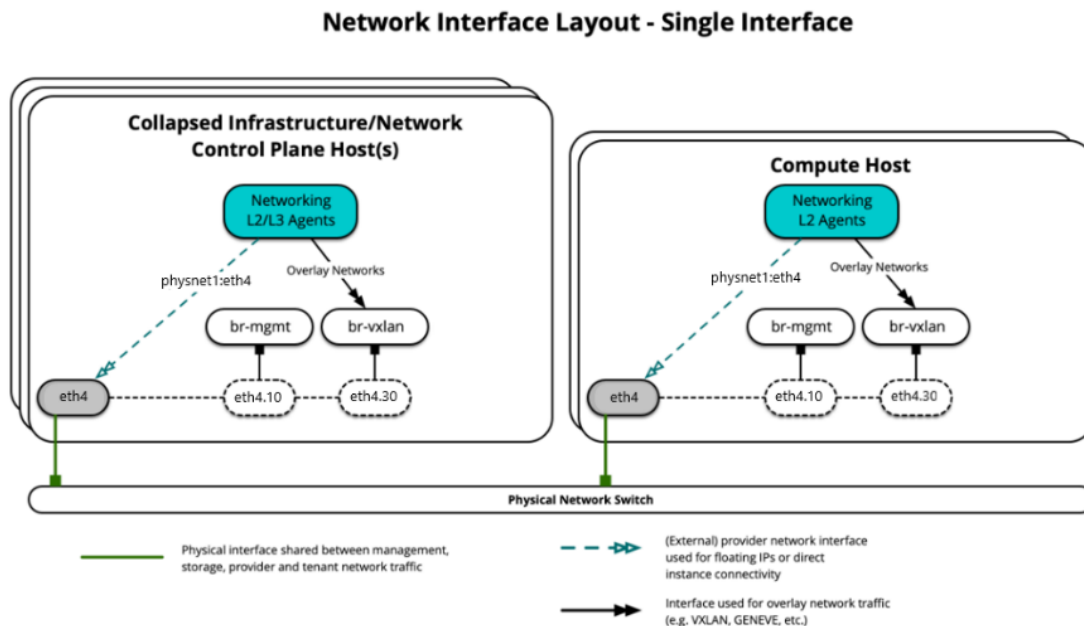 Network Interface Layout - Single Interface
Collapsed Infrastructure/Network
Control Plane Host(s)
Networking
L2/L3 Agents
Overlay Networks
physnet1:eth4
br-mgmt
br-vxlan
eth4
eth4.10
eth4.30
Compute Host
Networking
L2 Agents
Overlay Networks
physnet1:eth4
br-mgmt
br-vxlan
eth4
eth4.10
eth4.30
Physical Network Switch
Physical interface shared between management,
storage, provider and tenant network traffic
(External) provider network interface
used for floating IPs or direct
instance connectivity
Interface used for overlay network traffic
(e.g. VXLAN, GENEVE, etc.)